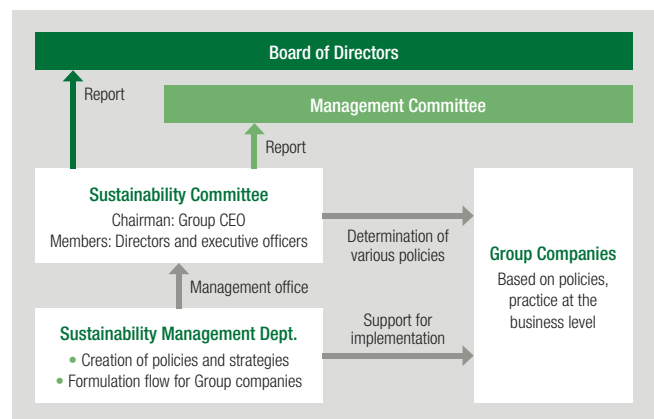 Board of Directors
Report
Management Committee
Report
Sustainability Committee
Chairman: Group CEO
Members: Directors and executive officers
Determination of
various policies
Group Companies
Based on policies,
practice at the
business level
Management office
Sustainability Management Dept.
• Creation of policies and strategies
• Formulation flow for Group companies
Support for
implementation